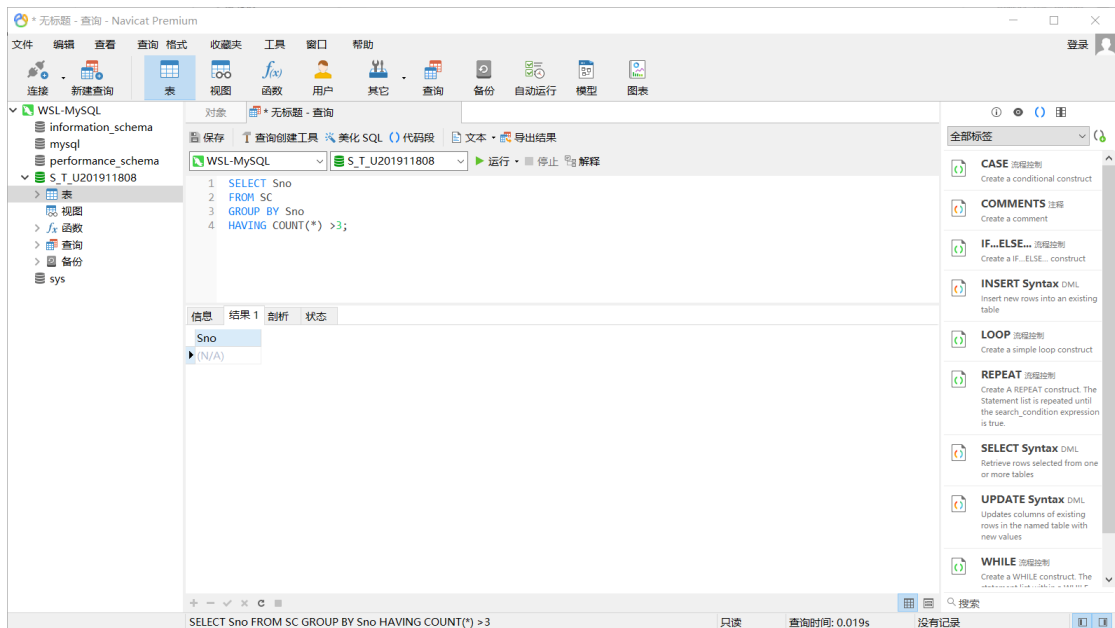 * 无标题 - 查询 - Navicat Premium
文件 编辑 查看 查询 格式 收藏夹 工具 窗口 帮助 登录
连接 新建查询 表 视图 函数 用户 其它 查询 备份 自动运行 模型 图表
WSL-MySQL
information_schema
mysql
performance_schema
S_T_U201911808
表
视图
函数
查询
备份
sys
对象 * 无标题 - 查询
保存 查询创建工具 美化 SQL () 代码段 文本 导出结果
WSL-MySQL S_T_U201911808 运行 停止 解释
1 SELECT Sno
2 FROM SC
3 GROUP BY Sno
4 HAVING COUNT(*) >3;
信息 结果 1 剖析 状态
Sno
(N/A)
全部标签
CASE 流程控制
Create a conditional construct
COMMENTS 注释
Create a comment
IF...ELSE... 流程控制
Create a IF...ELSE... construct
INSERT Syntax DML
Insert new rows into an existing
table
LOOP 流程控制
Create a simple loop construct
REPEAT 流程控制
Create A REPEAT construct. The
Statement list is repeated until
the search_condition expression
is true.
SELECT Syntax DML
Retrieve rows selected from one
or more tables
UPDATE Syntax DML
Updates columns of existing
rows in the named table with
new values
WHILE 流程控制
Create a WHILE construct. The
搜索
SELECT Sno FROM SC GROUP BY Sno HAVING COUNT(*) >3 只读 查询时间: 0.019s 没有记录